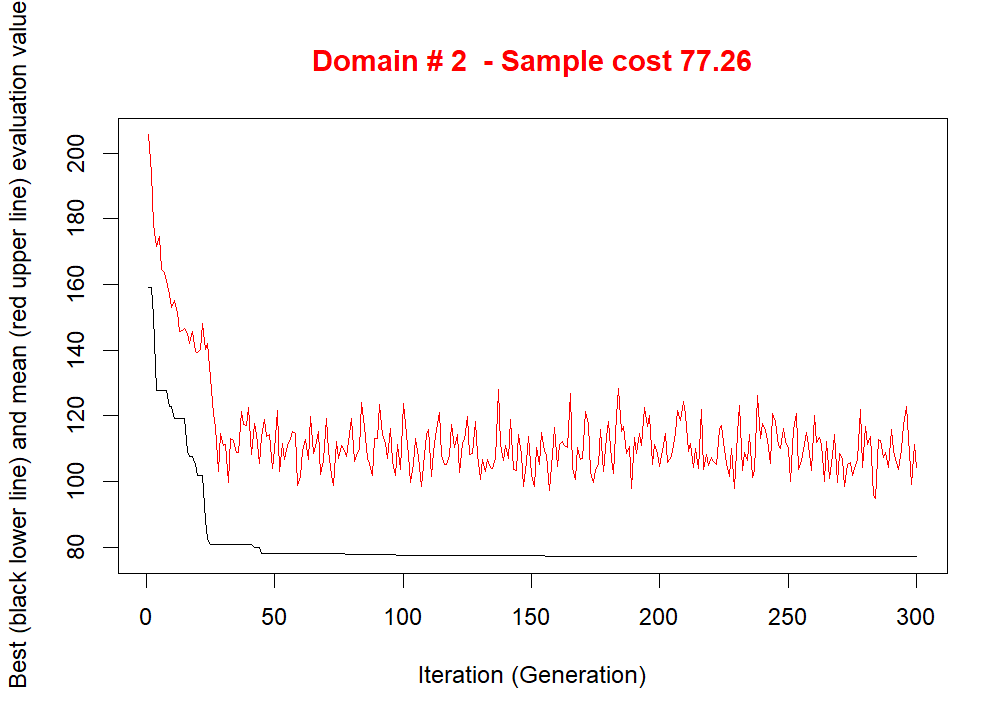 Domain # 2  - Sample cost 77.26
Best (black lower line) and mean (red upper line) evaluation value
200
180
160
140
120
100
80
0 50 100 150 200 250 300
Iteration (Generation)